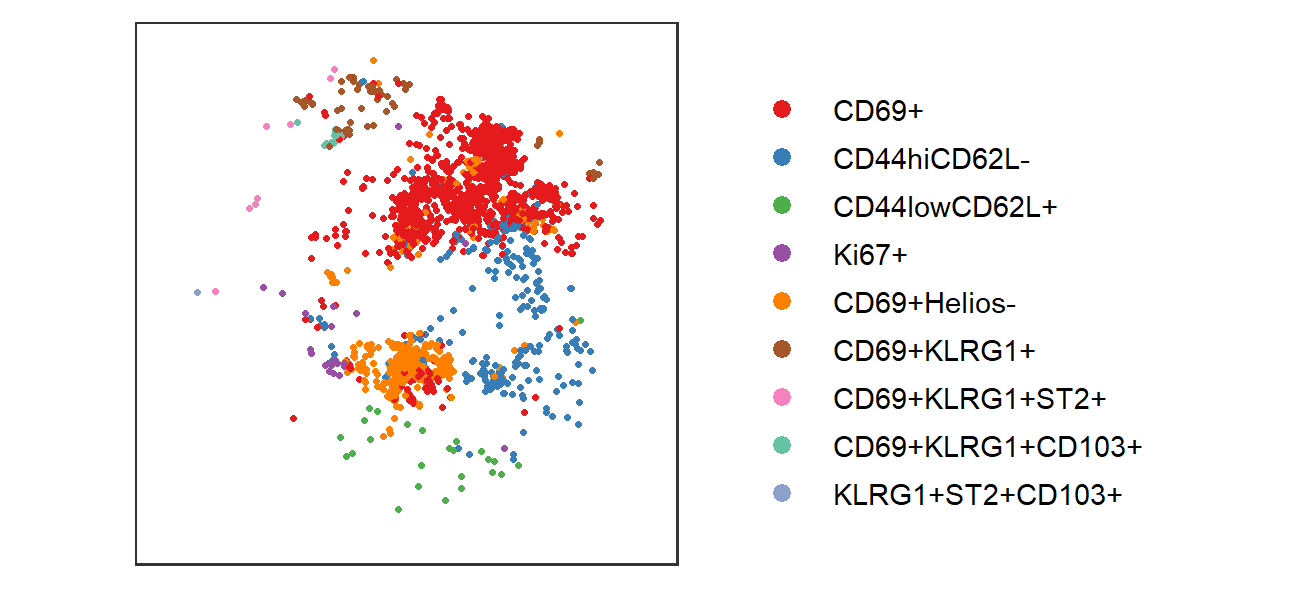 CD69+
CD44hiCD62L-
CD44lowCD62L+
Ki67+
CD69+Helios-
CD69+KLRG1+
CD69+KLRG1+ST2+
CD69+KLRG1+CD103+
KLRG1+ST2+CD103+